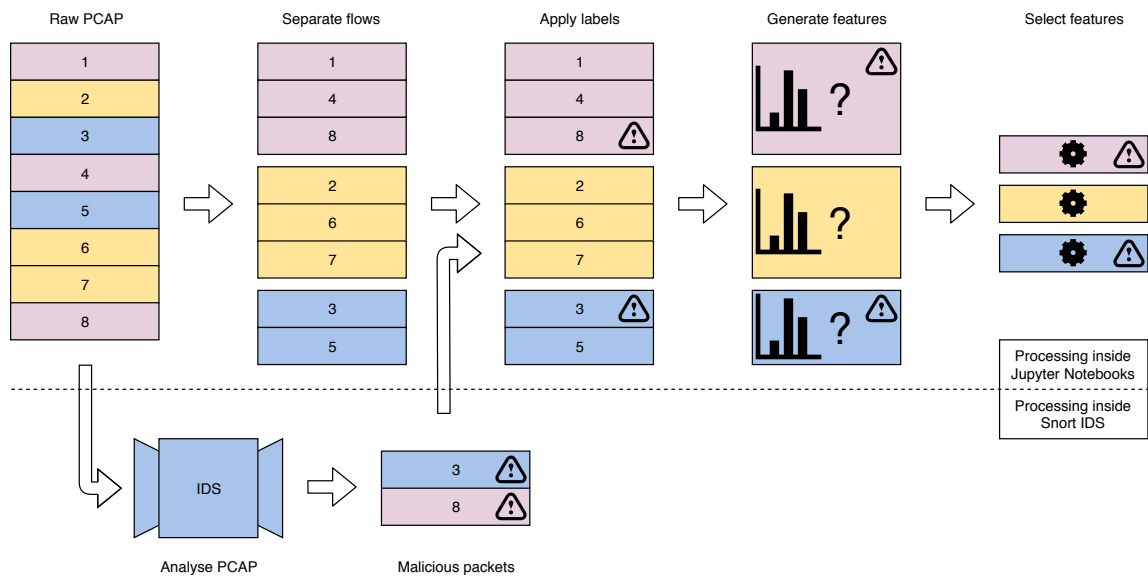 Raw PCAP
1
2
3
4
5
6
7
8
Separate flows
1
4
8
2
6
7
3
5
Apply labels
1
4
8
2
6
7
3
5
Generate features
?
?
?
Select features
Processing inside
Jupyter Notebooks
Processing inside
Snort IDS
IDS
Analyse PCAP
3
8
Malicious packets